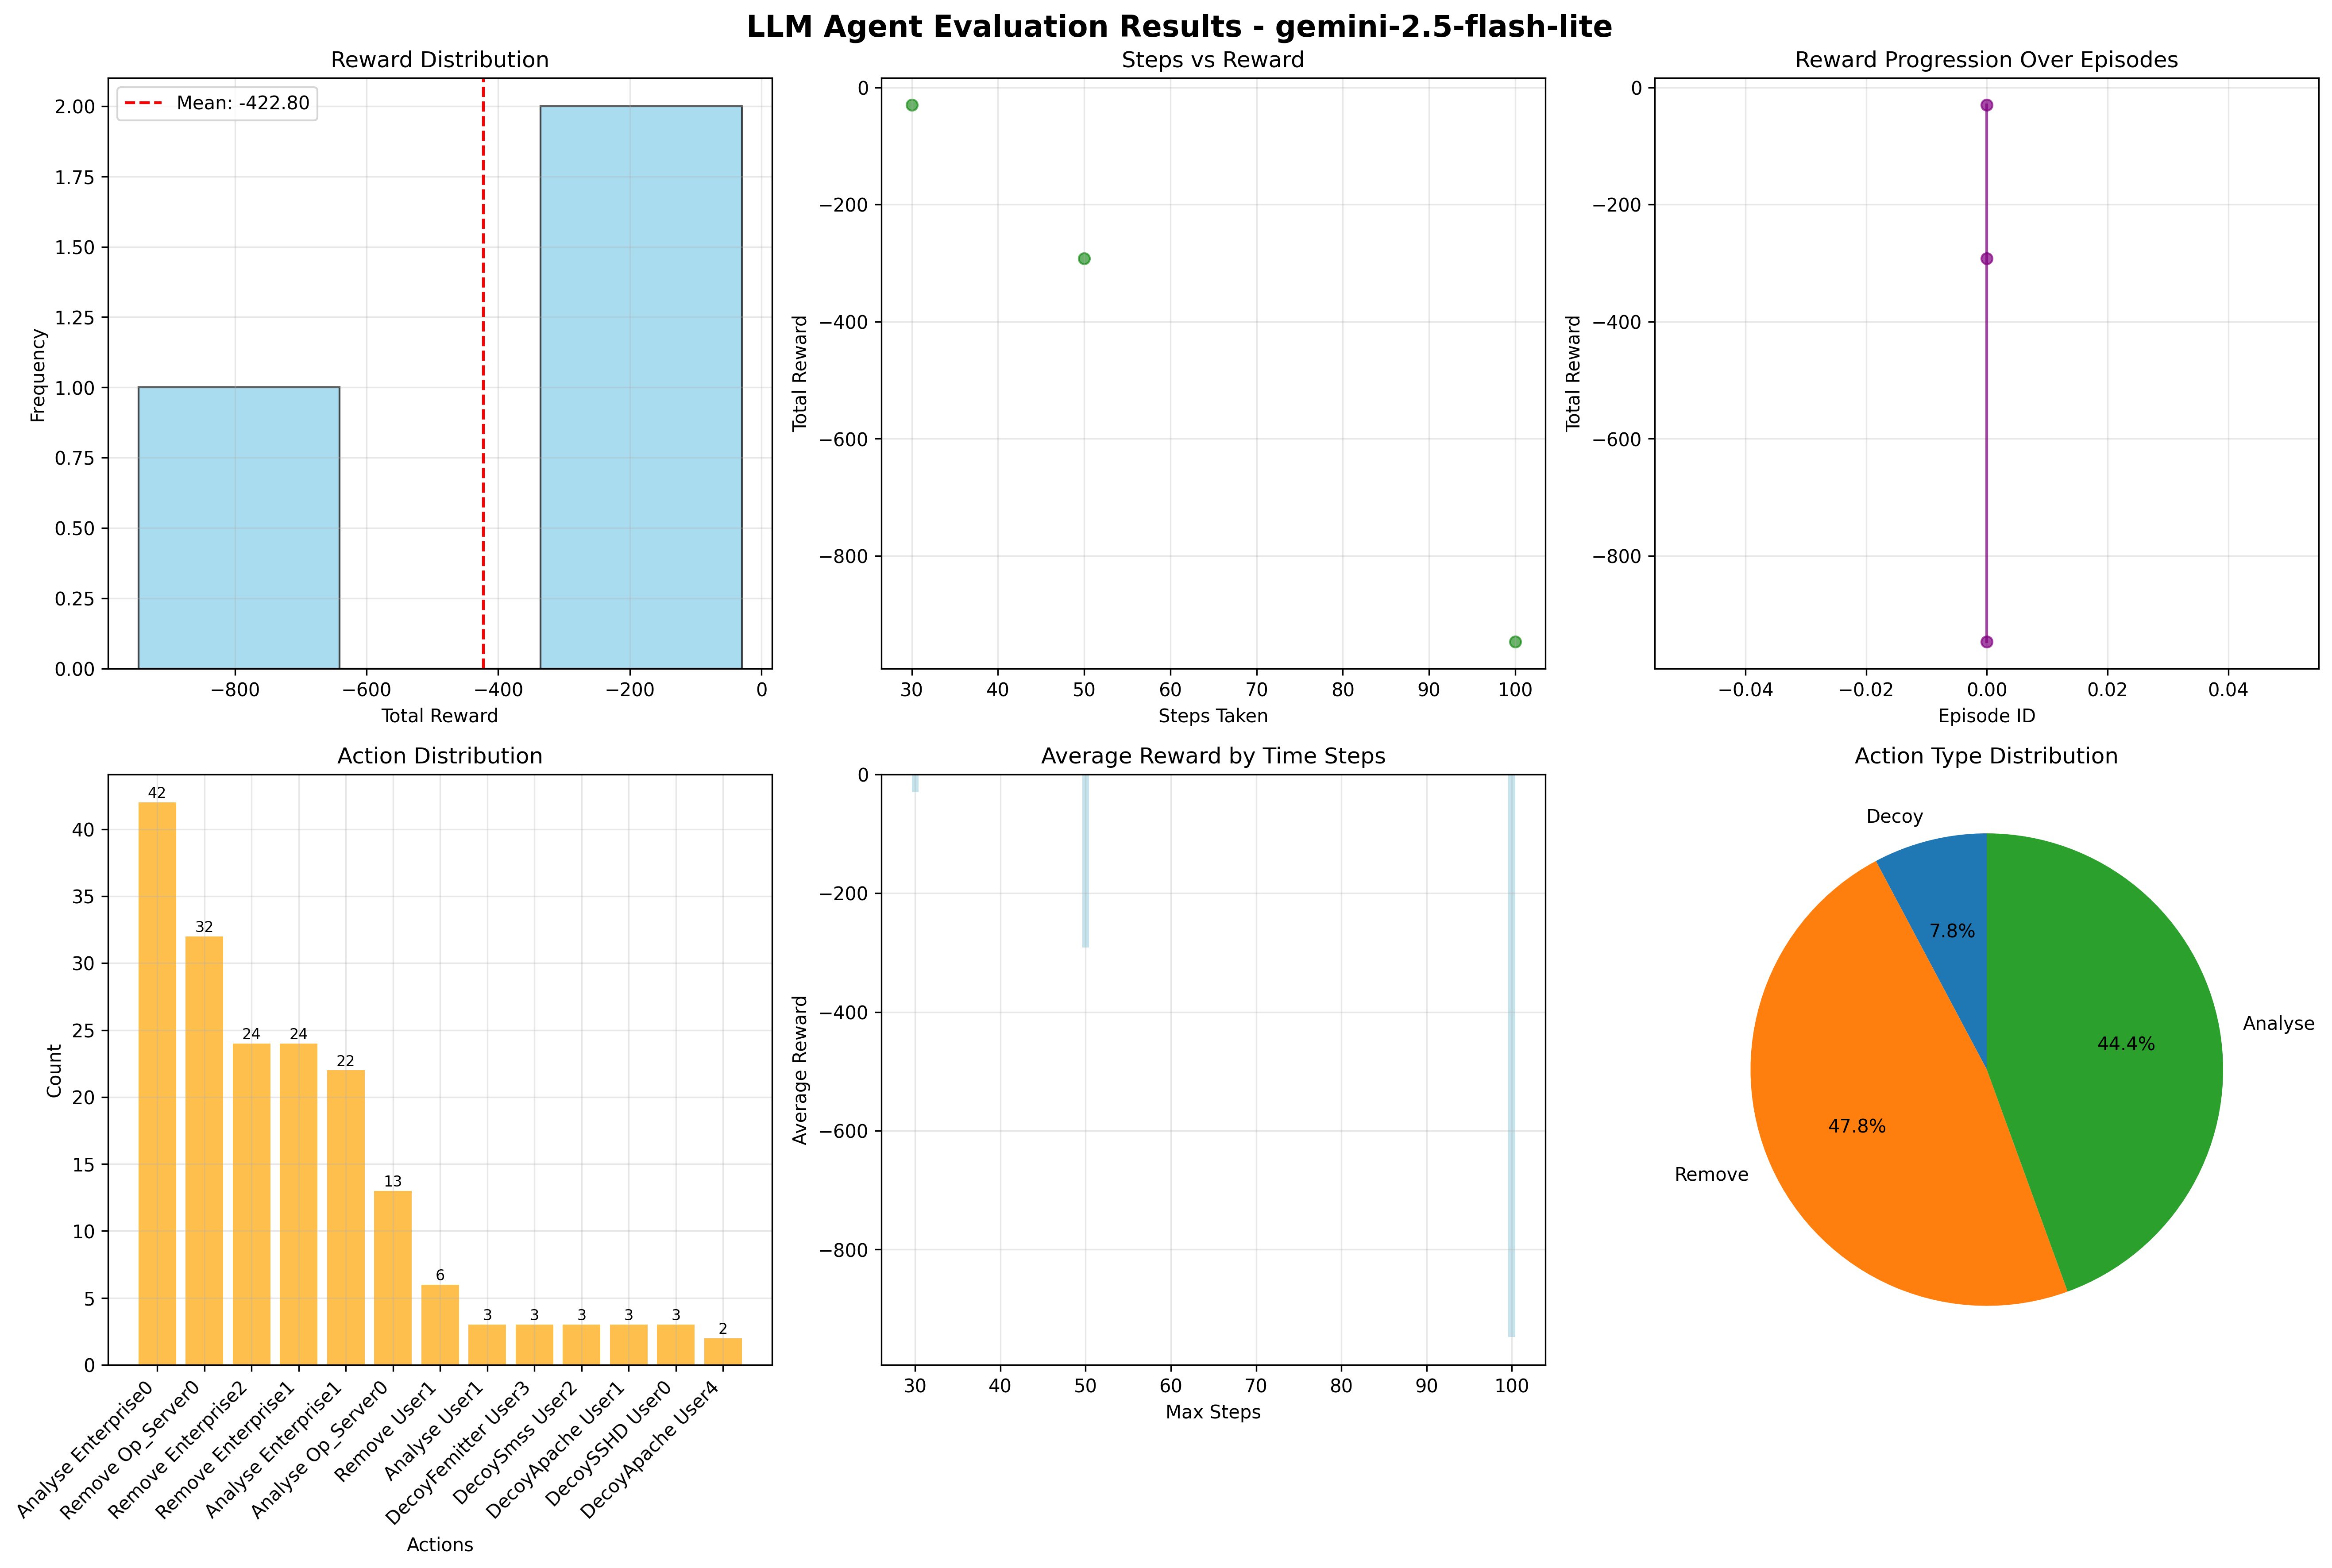 LLM Agent Evaluation Results - gemini-2.5-flash-lite
Reward Distribution
Mean: -422.80
2.00
1.75
1.50
1.25
1.00
0.75
0.50
0.25
0.00
Frequency
−800
−600
−400
−200
0
Total Reward
Steps vs Reward
0
−200
−400
−600
−800
Total Reward
30
40
50
60
70
80
90
100
Steps Taken
Reward Progression Over Episodes
0
−200
−400
−600
−800
Total Reward
−0.04
−0.02
0.00
0.02
0.04
Episode ID
Action Distribution
42
32
24
24
22
13
6
3
3
3
3
3
2
40
35
30
25
20
15
10
5
0
Count
Analyse Enterprise0
Remove Op_Server0
Remove Enterprise2
Remove Enterprise1
Analyse Enterprise1
Analyse Op_Server0
Remove User1
Analyse User1
DecoyFemitter User3
DecoySmss User2
DecoyApache User1
DecoySSHD User0
DecoyApache User4
Actions
Average Reward by Time Steps
0
−200
−400
−600
−800
Average Reward
30
40
50
60
70
80
90
100
Max Steps
Action Type Distribution
Decoy
7.8%
Analyse
44.4%
47.8%
Remove